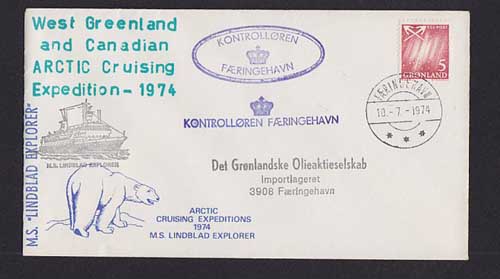 West Greenland
and Canadian
ARCTIC Cruising
Expedition - 1974
KONTROLLØREN
FÆRINGEHAVN
KONTROLLØREN FÆRINGEHAVN
5
GRØNLAND
FÆRINGEHAVN
10.-7.-1974
M.S. "LINDBLAD EXPLORER"
M.S. LINDBLAD EXPLORER
Det Grønlandske Olieaktieselskab
Importlageret
3908 Færingehavn
ARCTIC
CRUISING EXPEDITIONS
1974
M.S. LINDBLAD EXPLORER